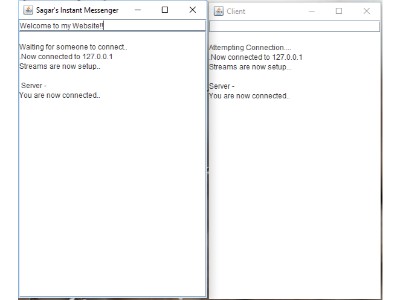 Sagar's Instant Messenger
Welcome to my Website!!
Waiting for someone to connect..
.Now connected to 127.0.0.1
Streams are now setup..
Server -
You are now connected..
Client
Attempting Connection...
.Now connected to 127.0.0.1
Streams are now setup..
Server -
You are now connected..